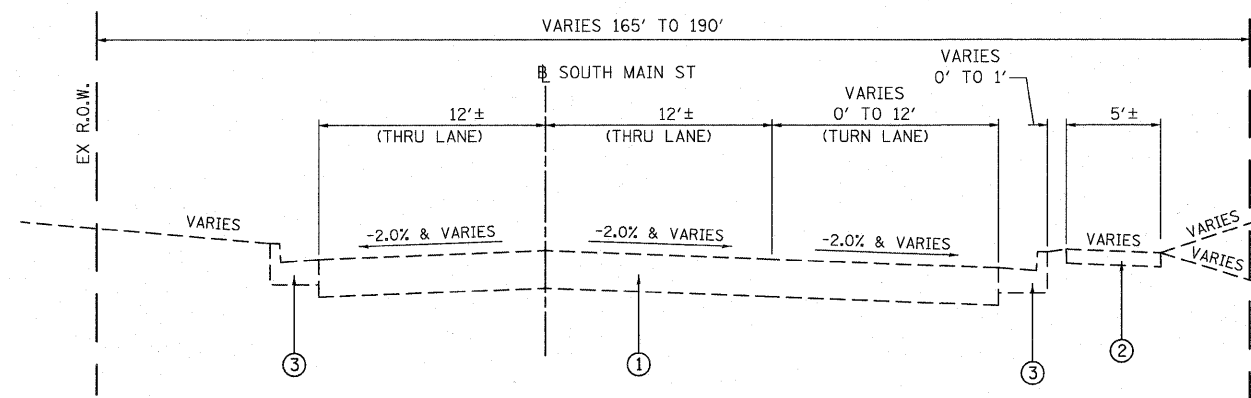 VARIES 165' TO 190'
EX R.O.W.
℄ SOUTH MAIN ST
VARIES
0' TO 1'
12'±
(THRU LANE)
12'±
(THRU LANE)
VARIES
0' TO 12'
(TURN LANE)
5'±
VARIES
-2.0% & VARIES
-2.0% & VARIES
-2.0% & VARIES
VARIES
VARIES
VARIES
3
1
3
2